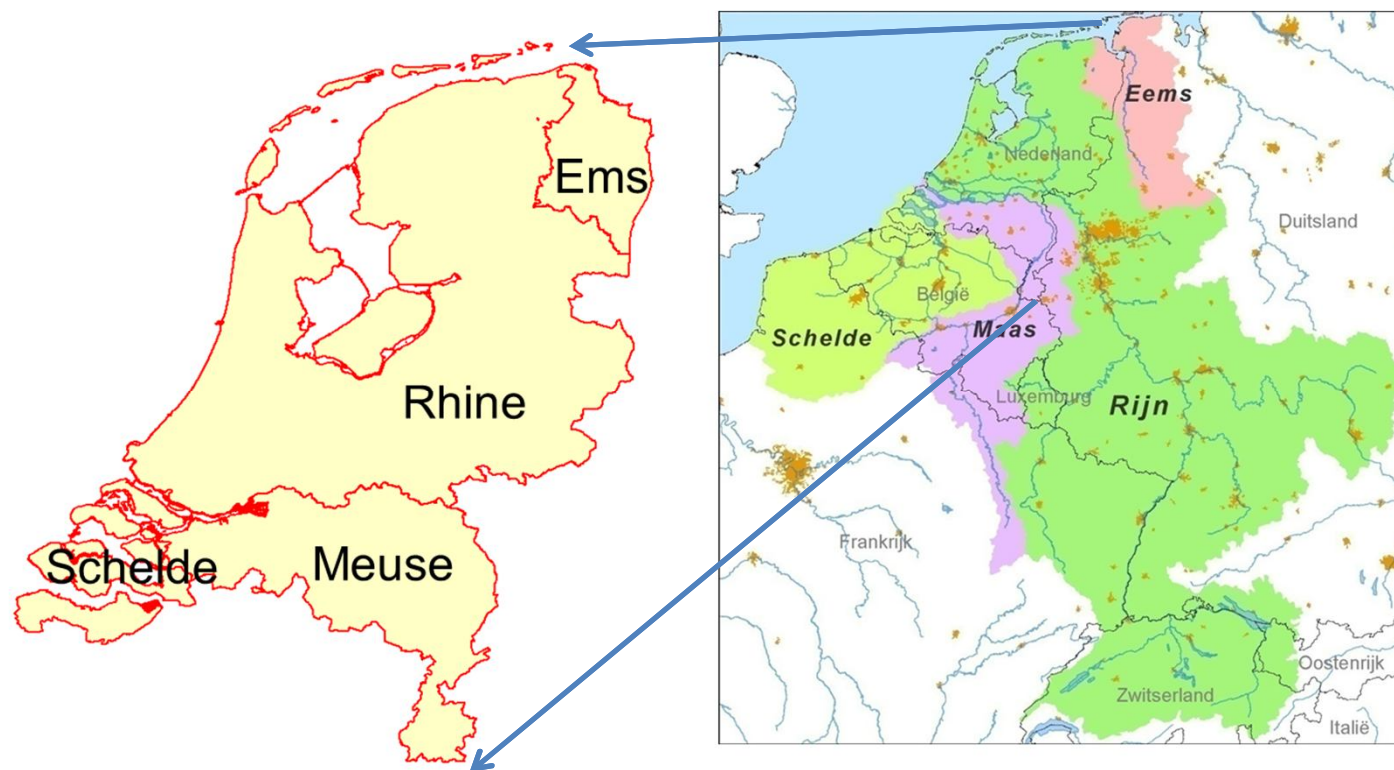 Ems
Rhine
Schelde
Meuse
Eems
Nederland
Duitsland
België
Schelde
Maas
Luxemburg
Rijn
Frankrijk
Oostenrijk
Zwitserland
Italië